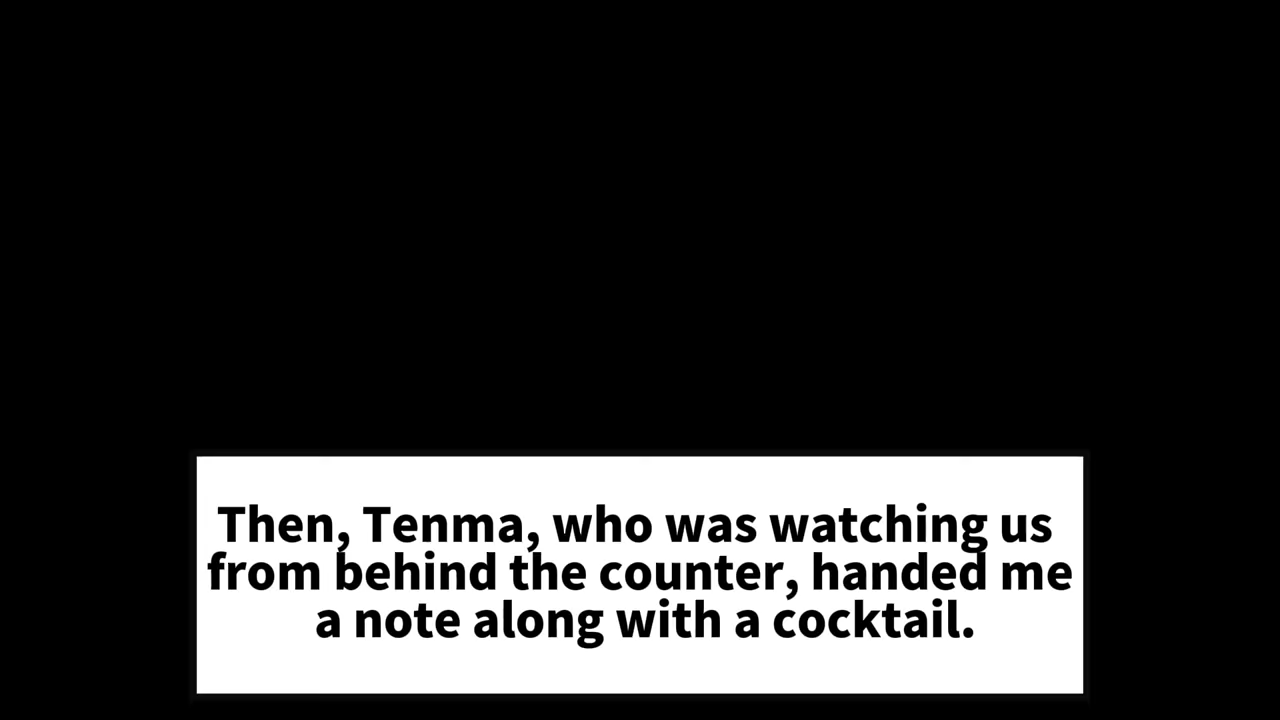 Then, Tenma, who was watching us
from behind the counter, handed me
a note along with a cocktail.